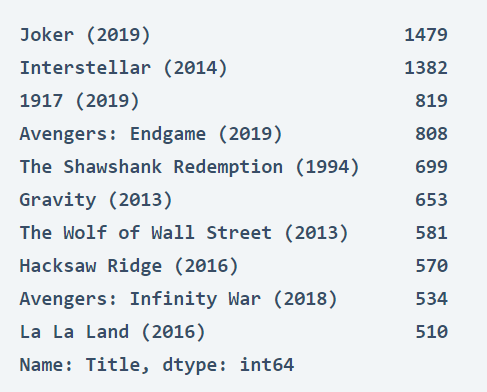 Joker (2019) 1479
Interstellar (2014) 1382
1917 (2019) 819
Avengers: Endgame (2019) 808
The Shawshank Redemption (1994) 699
Gravity (2013) 653
The Wolf of Wall Street (2013) 581
Hacksaw Ridge (2016) 570
Avengers: Infinity War (2018) 534
La La Land (2016) 510
Name: Title, dtype: int64